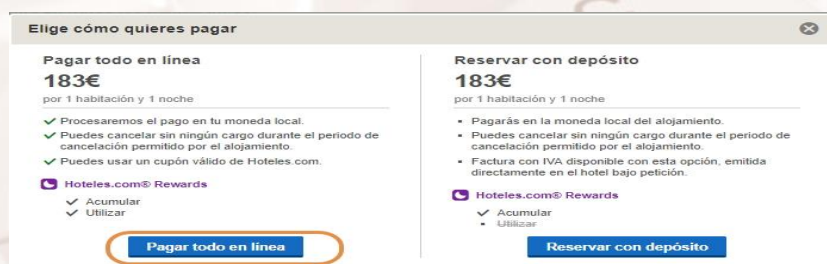 Elige cómo quieres pagar
Pagar todo en línea
183€
por 1 habitación y 1 noche
Procesaremos el pago en tu moneda local.
Puedes cancelar sin ningún cargo durante el periodo de
cancelación permitido por el alojamiento.
Puedes usar un cupón válido de Hoteles.com.
Hoteles.com® Rewards
Acumular
Utilizar
Pagar todo en línea
Reservar con depósito
183€
por 1 habitación y 1 noche
Pagarás en la moneda local del alojamiento.
Puedes cancelar sin ningún cargo durante el periodo de
cancelación permitido por el alojamiento.
Factura con IVA disponible con esta opción, emitida
directamente en el hotel bajo petición.
Hoteles.com® Rewards
Acumular
Utilizar
Reservar con depósito